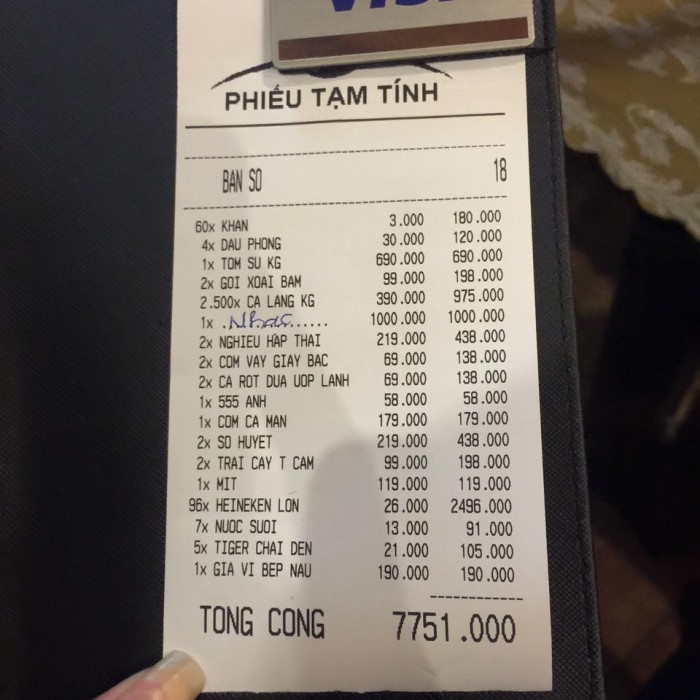 VISA
PHIẾU TẠM TÍNH
BAN SO 18
60x KHAN 3.000 180.000
4x DAU PHONG 30.000 120.000
1x TOM SU KG 690.000 690.000
2x GOI XOAI BAM 99.000 198.000
2.500x CA LANG KG 390.000 975.000
1x .Nhạc...... 1000.000 1000.000
2x NGHIEU HAP THAI 219.000 438.000
2x COM VAY GIAY BAC 69.000 138.000
2x CA ROT DUA UOP LANH 69.000 138.000
1x 555 ANH 58.000 58.000
1x COM CA MAN 179.000 179.000
2x SO HUYET 219.000 438.000
2x TRAI CAY T CAM 99.000 198.000
1x MIT 119.000 119.000
96x HEINEKEN LON 26.000 2496.000
7x NUOC SUOI 13.000 91.000
5x TIGER CHAI DEN 21.000 105.000
1x GIA VI BEP NAU 190.000 190.000
TONG CONG 7751.000